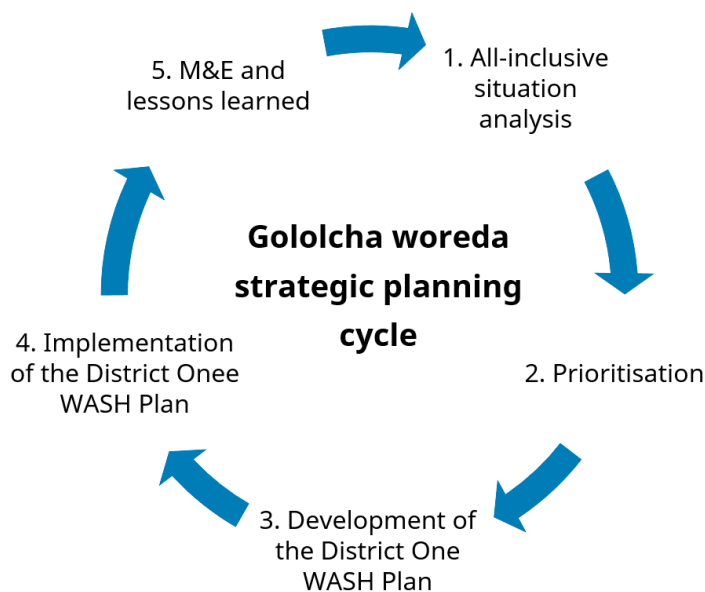 5. M&E and
lessons learned
1. All-inclusive
situation
analysis
Gololcha woreda
strategic planning
cycle
4. Implementation
of the District Onee
WASH Plan
2. Prioritisation
3. Development of
the District One
WASH Plan